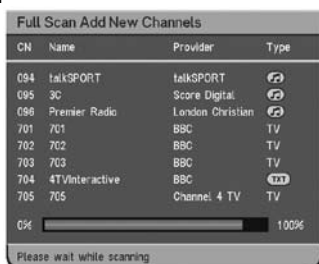 Full Scan Add New Channels
CN Name Provider Type
094 talkSPORT talkSPORT
095 3C Score Digital
096 Premier Radio London Christian
701 701 BBC TV
702 702 BBC TV
703 703 BBC TV
704 4TVInteractive BBC TXT
705 705 Channel 4 TV TV
0% 100%
Please wait while scanning